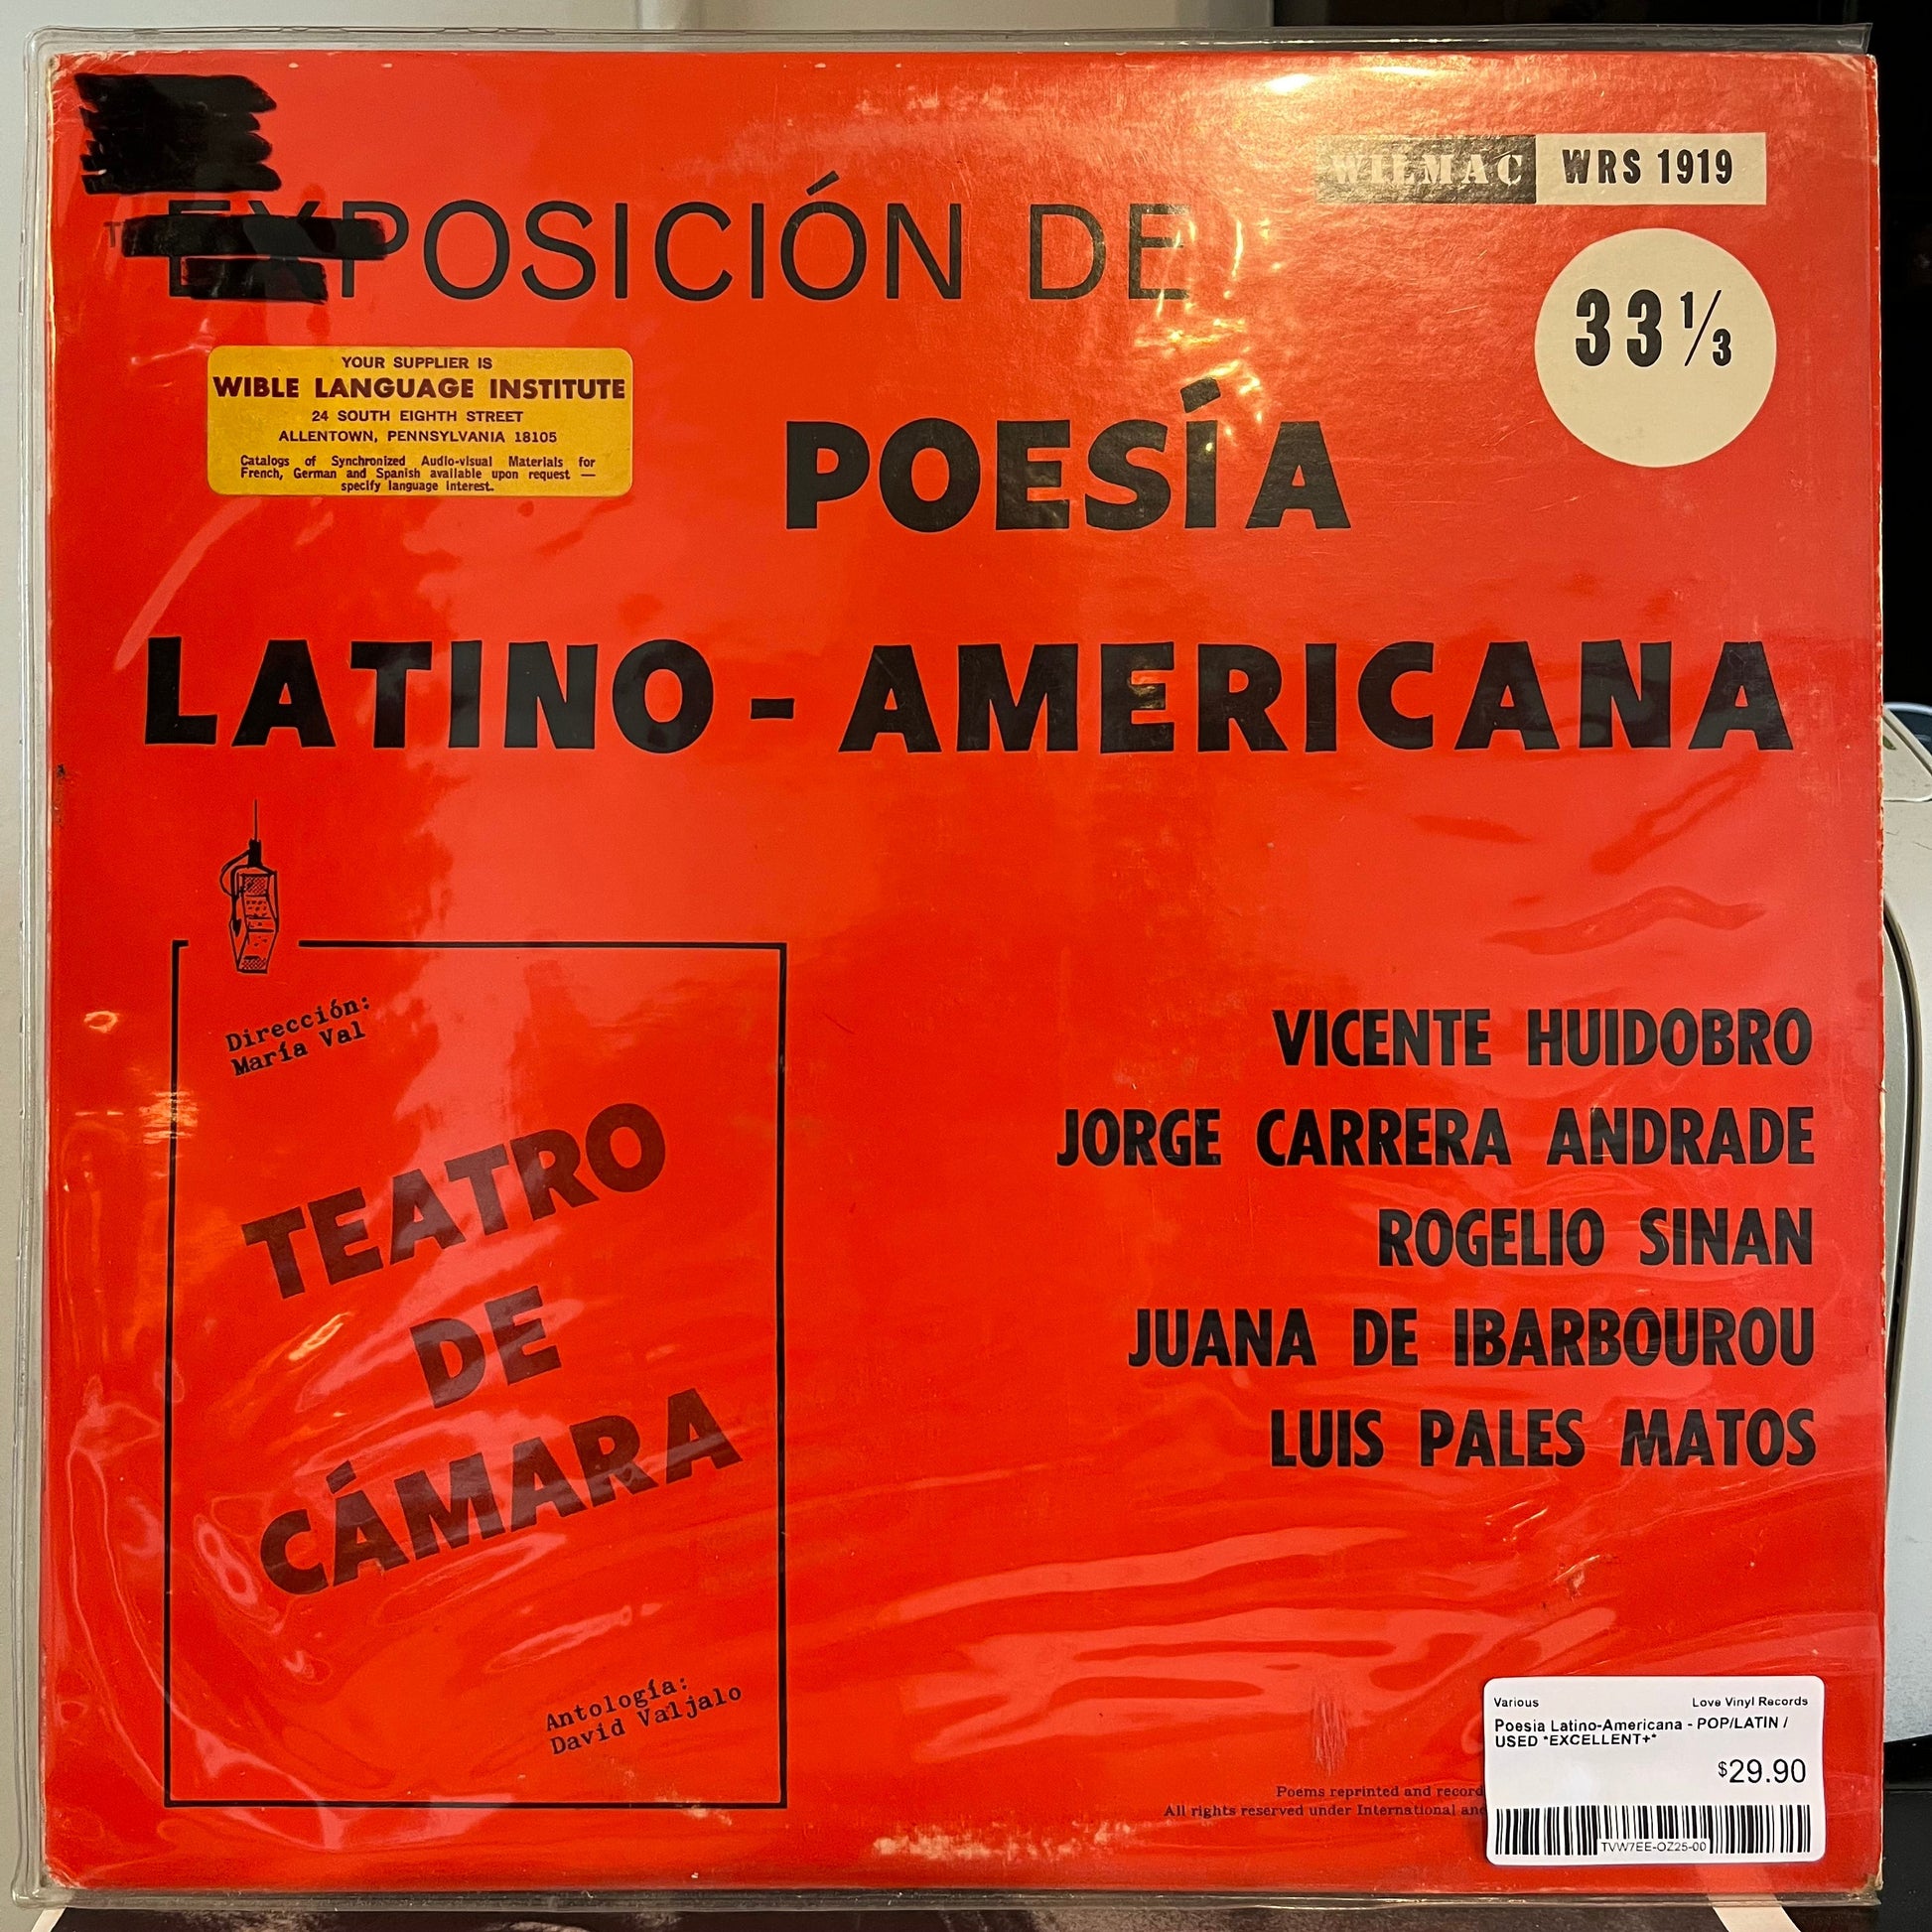 WILMAC WRS 1919
EXPOSICIÓN DE
33 1/3
YOUR SUPPLIER IS
WIBLE LANGUAGE INSTITUTE
24 SOUTH EIGHTH STREET
ALLENTOWN, PENNSYLVANIA 18105
Catalogs of Synchronized Audio-visual Materials for
French, German and Spanish available upon request —
specify language interest.
POESÍA
LATINO - AMERICANA
Dirección:
María Val
TEATRO
DE
CÁMARA
Antología:
David Valjalo
VICENTE HUIDOBRO
JORGE CARRERA ANDRADE
ROGELIO SINAN
JUANA DE IBARBOUROU
LUIS PALES MATOS
Poems reprinted and
All rights reserved under International
Various Love Vinyl Records
Poesia Latino-Americana - POP/LATIN /
USED *EXCELLENT+*
$29.90
TVW7EE-OZ25-00